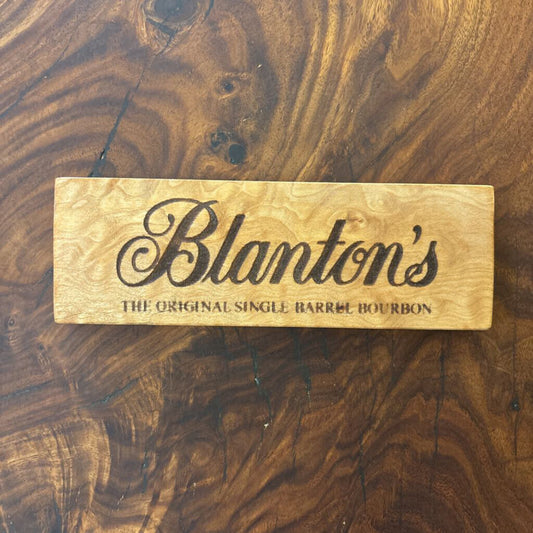 Blanton's
THE ORIGINAL SINGLE BARREL BOURBON